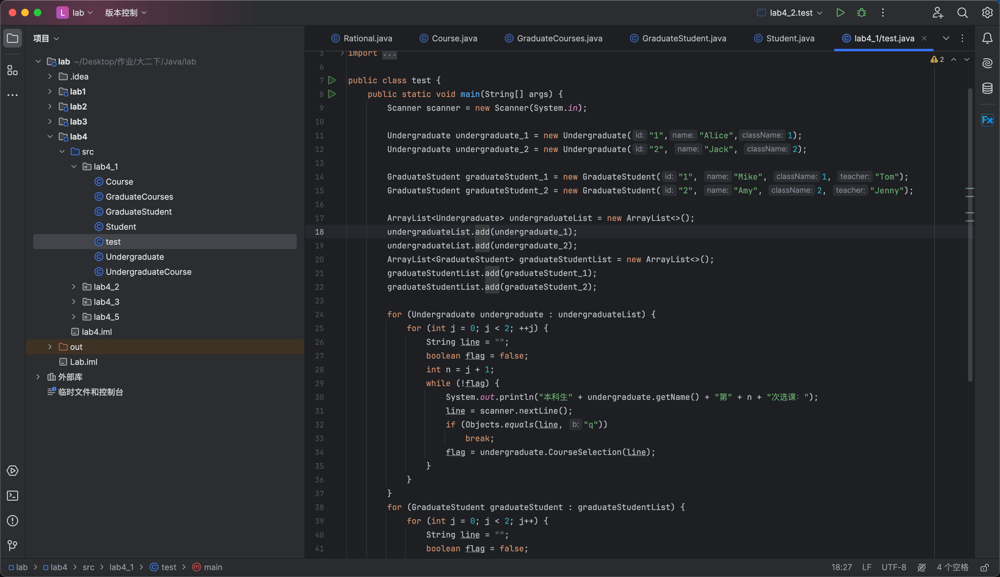 L lab 版本控制 lab4_2.test
项目
Rational.java Course.java GraduateCourses.java GraduateStudent.java Student.java lab4_1/test.java
lab ~/Desktop/作业/大二下/Java/lab
.idea
lab1
lab2
lab3
lab4
src
lab4_1
Course
GraduateCourses
GraduateStudent
Student
test
Undergraduate
UndergraduateCourse
lab4_2
lab4_3
lab4_5
lab4.iml
out
Lab.iml
外部库
临时文件和控制台
2
Fx
3 import ...
6
7 public class test {
8 public static void main(String[] args) {
9 Scanner scanner = new Scanner(System.in);
10
11 Undergraduate undergraduate_1 = new Undergraduate( id: "1", name: "Alice", className: 1);
12 Undergraduate undergraduate_2 = new Undergraduate( id: "2", name: "Jack", className: 2);
13
14 GraduateStudent graduateStudent_1 = new GraduateStudent( id: "1", name: "Mike", className: 1, teacher: "Tom");
15 GraduateStudent graduateStudent_2 = new GraduateStudent( id: "2", name: "Amy", className: 2, teacher: "Jenny");
16
17 ArrayList<Undergraduate> undergraduateList = new ArrayList<>();
18 undergraduateList.add(undergraduate_1);
19 undergraduateList.add(undergraduate_2);
20 ArrayList<GraduateStudent> graduateStudentList = new ArrayList<>();
21 graduateStudentList.add(graduateStudent_1);
22 graduateStudentList.add(graduateStudent_2);
23
24 for (Undergraduate undergraduate : undergraduateList) {
25 for (int j = 0; j < 2; ++j) {
26 String line = "";
27 boolean flag = false;
28 int n = j + 1;
29 while (!flag) {
30 System.out.println("本科生" + undergraduate.getName() + "第" + n + "次选课：");
31 line = scanner.nextLine();
32 if (Objects.equals(line, b: "q"))
33 break;
34 flag = undergraduate.CourseSelection(line);
35 }
36 }
37 }
38 for (GraduateStudent graduateStudent : graduateStudentList) {
39 for (int j = 0; j < 2; j++) {
40 String line = "";
41 boolean flag = false;
lab > lab4 > src > lab4_1 > test > main
18:27 LF UTF-8 4 个空格